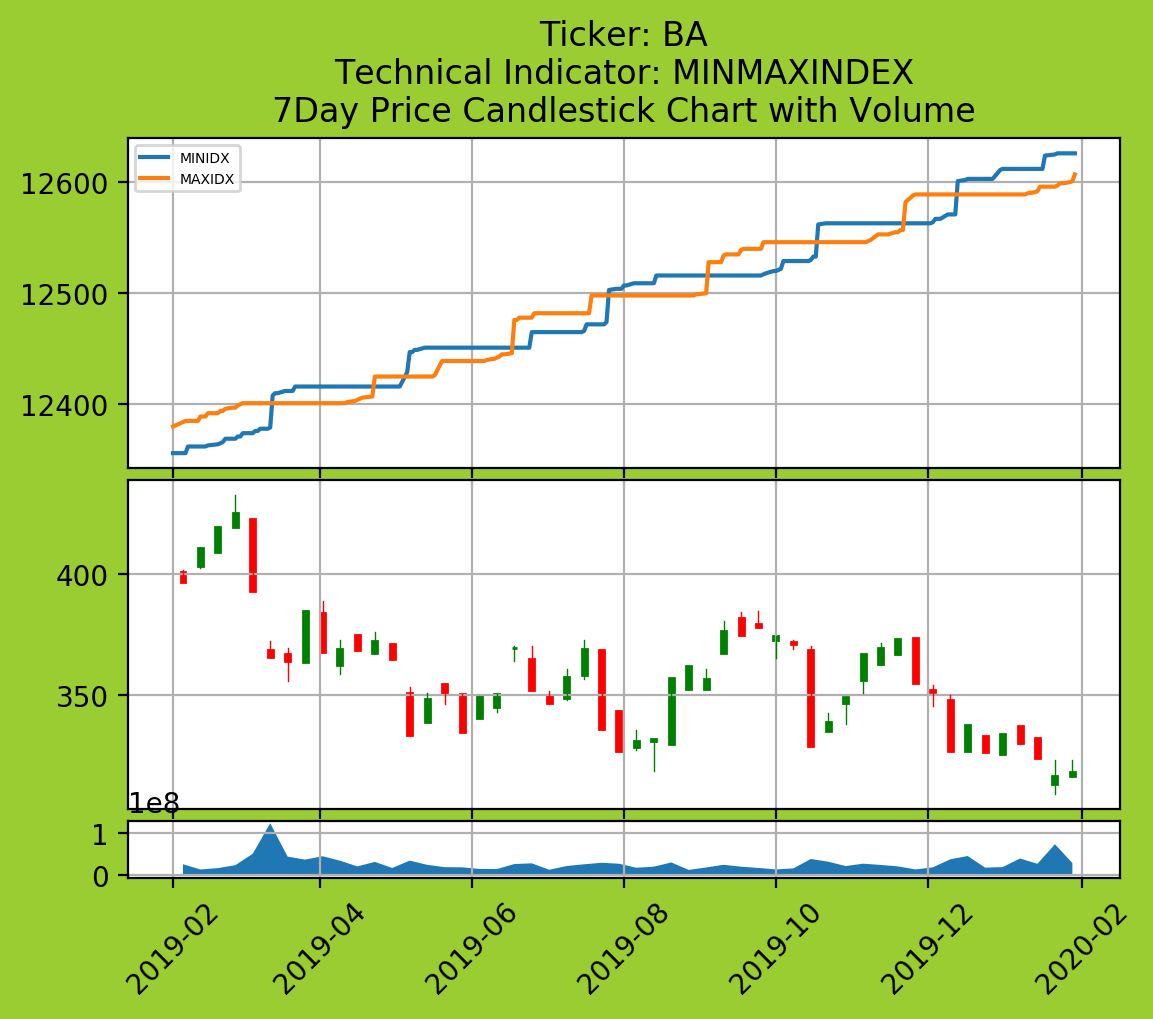 Ticker: BA
Technical Indicator: MINMAXINDEX
7Day Price Candlestick Chart with Volume
MINIDX
MAXIDX
12600
12500
12400
400
350
1e8
1
0
2019-02
2019-04
2019-06
2019-08
2019-10
2019-12
2020-02